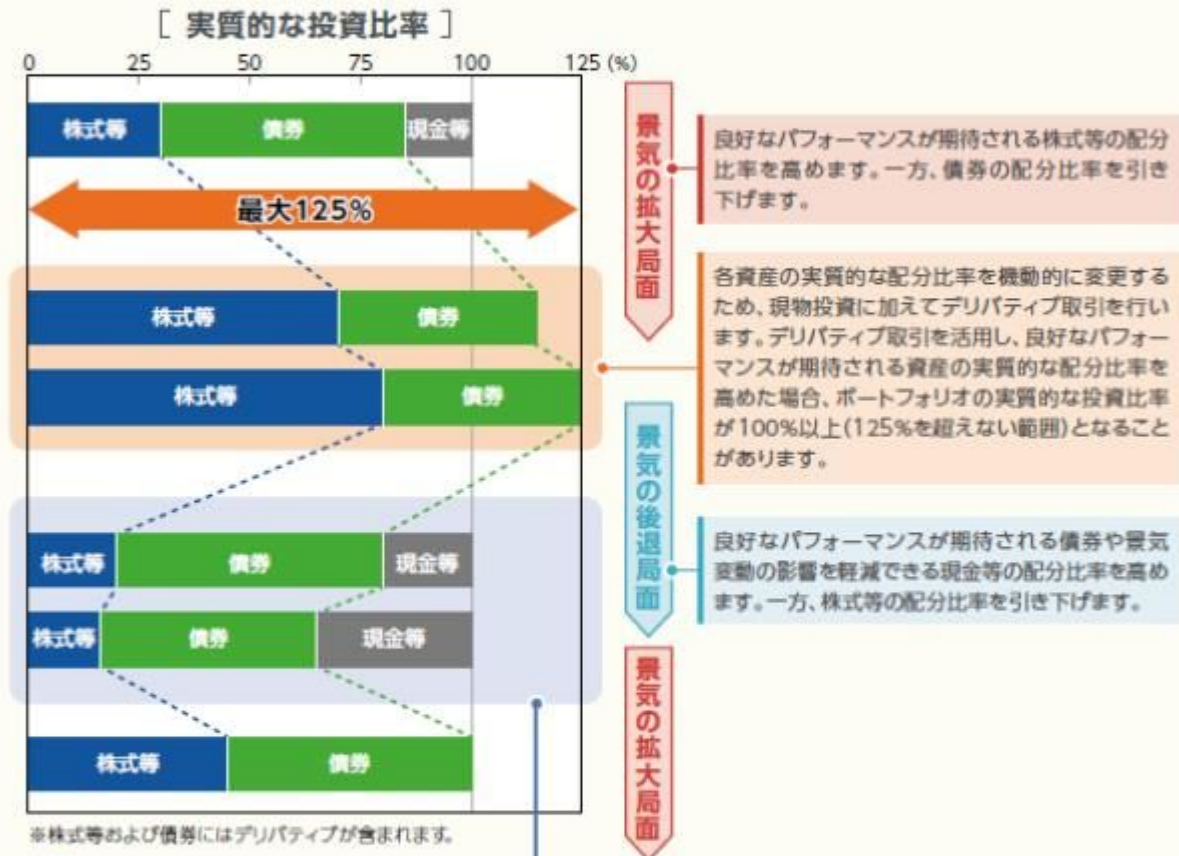 [ 実質的な投資比率 ]
0 25 50 75 100 125 (%)
株式等 債券 現金等
最大125%
株式等 債券
株式等 債券
株式等 債券 現金等
株式等 債券 現金等
株式等 債券
※株式等および債券にはデリバティブが含まれます。
景気の拡大局面
良好なパフォーマンスが期待される株式等の配分
比率を高めます。一方、債券の配分比率を引き
下げます。
各資産の実質的な配分比率を機動的に変更する
ため、現物投資に加えてデリバティブ取引を行い
ます。デリバティブ取引を活用し、良好なパフォー
マンスが期待される資産の実質的な配分比率を
高めた場合、ポートフォリオの実質的な投資比率
が100%以上(125%を超えない範囲)となること
があります。
景気の後退局面
良好なパフォーマンスが期待される債券や景気
変動の影響を軽減できる現金等の配分比率を高め
ます。一方、株式等の配分比率を引き下げます。
景気の拡大局面